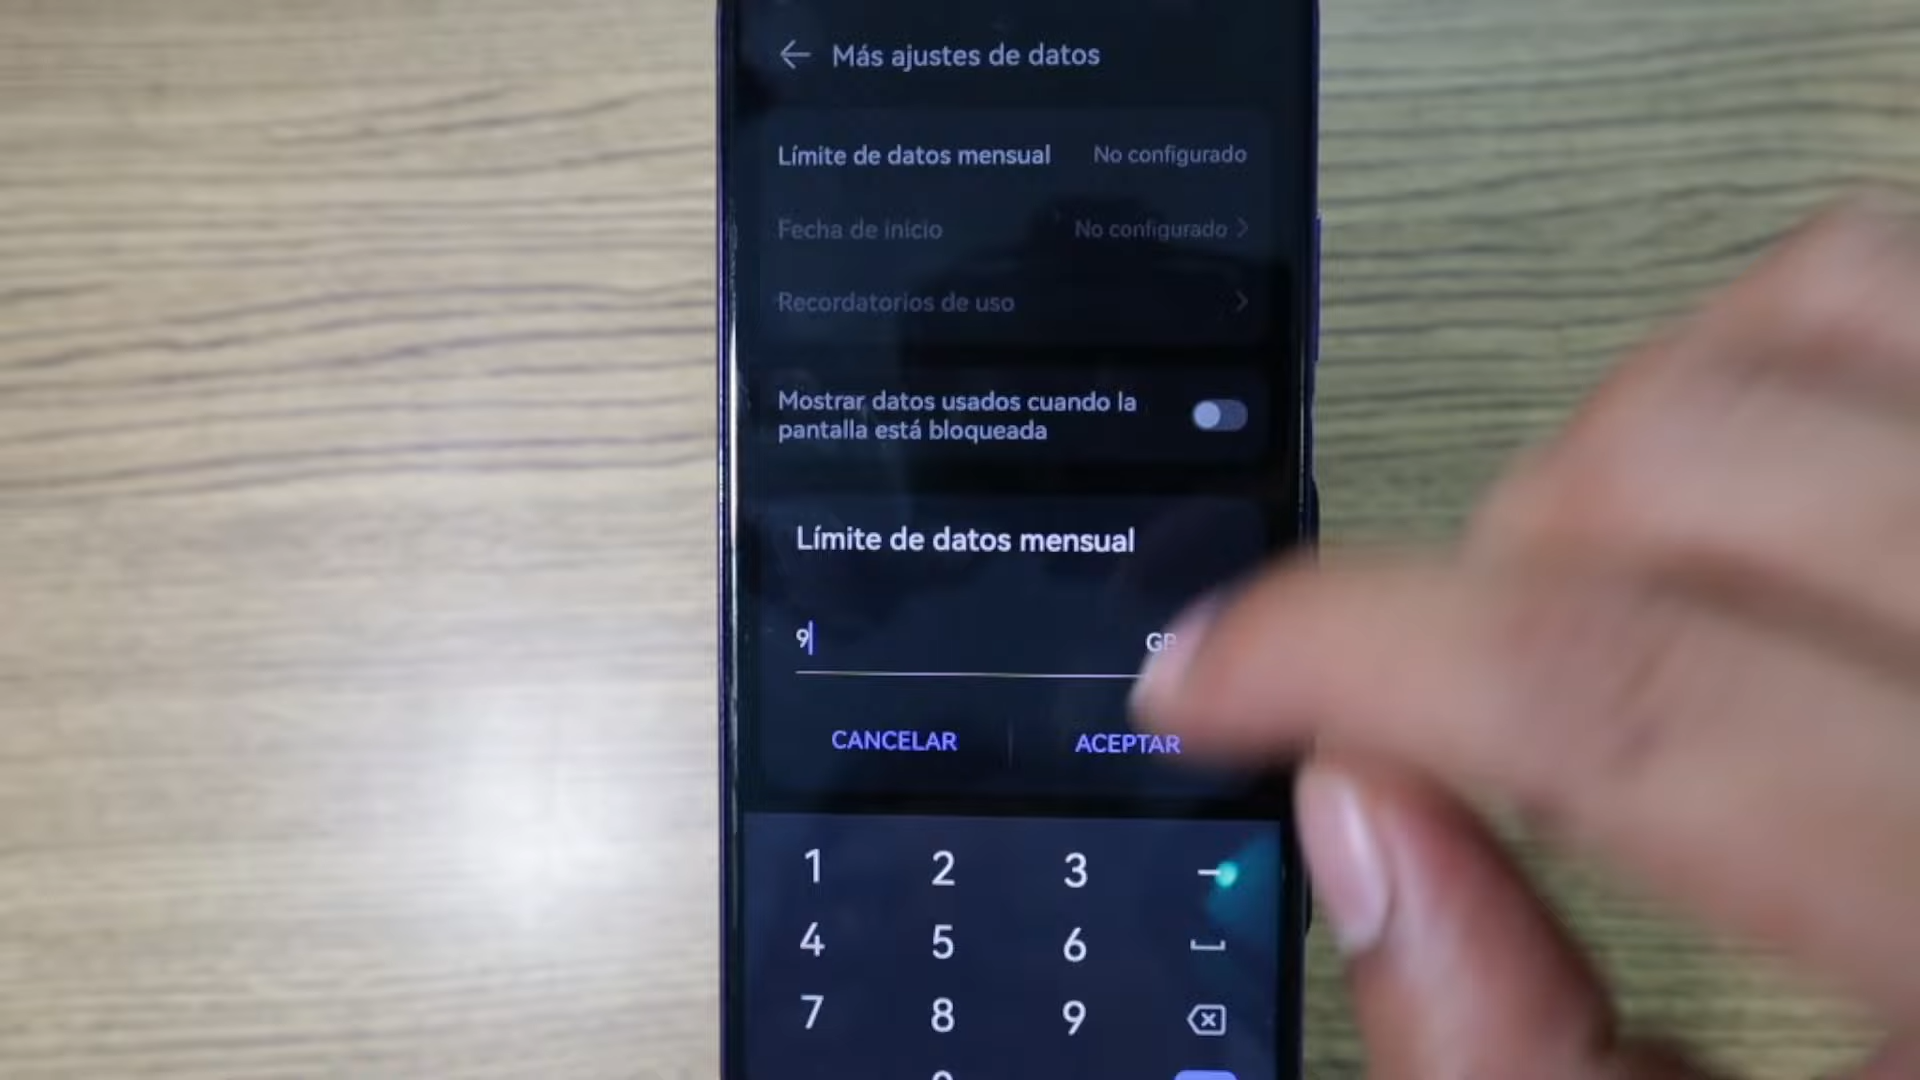 Más ajustes de datos
Límite de datos mensual No configurado
Fecha de inicio No configurado
Recordatorios de uso
Mostrar datos usados cuando la
pantalla está bloqueada
Límite de datos mensual
9
CANCELAR ACEPTAR
1 2 3 –
4 5 6
7 8 9